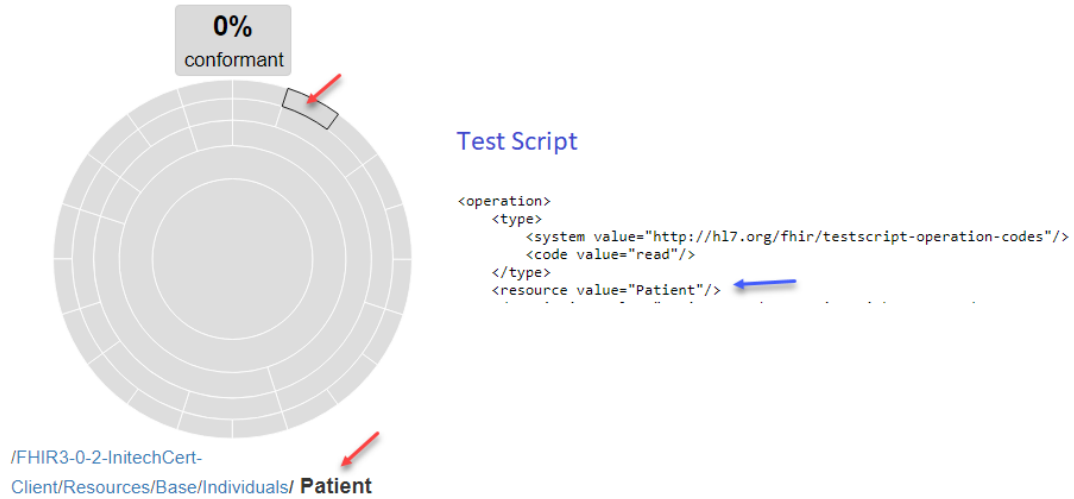 0%
conformant
Test Script
<operation>
<type>
<system value="http://hl7.org/fhir/testscript-operation-codes"/>
<code value="read"/>
</type>
<resource value="Patient"/>
/FHIR3-0-2-InitechCert-
Client/Resources/Base/Individuals/ Patient